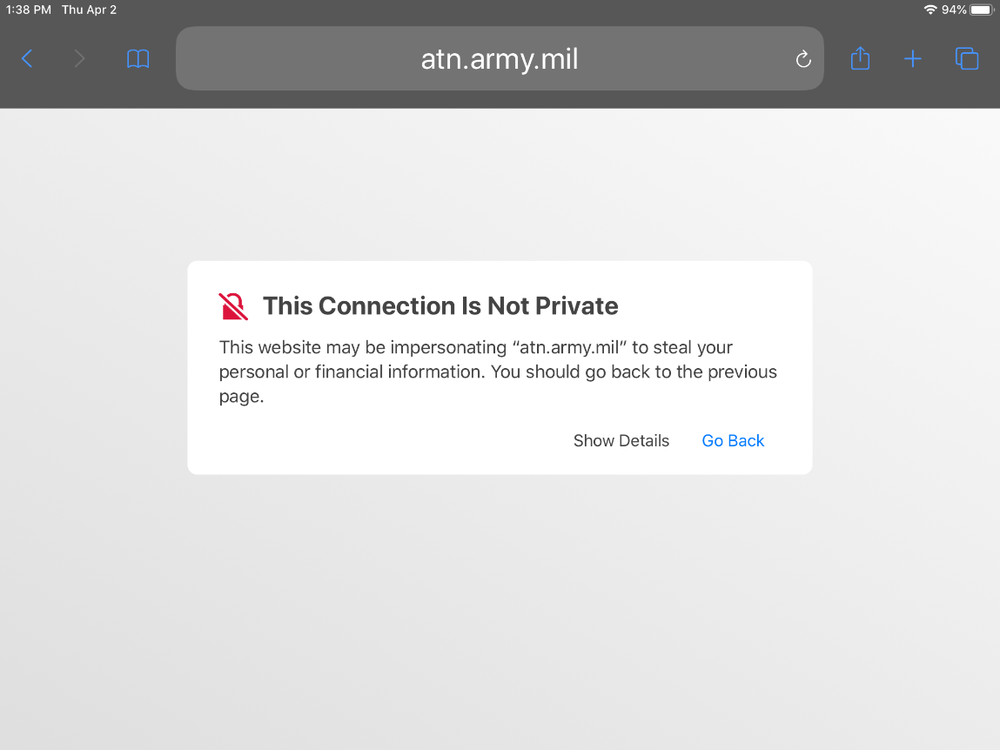 1:38 PM Thu Apr 2 94%
atn.army.mil
This Connection Is Not Private
This website may be impersonating “atn.army.mil” to steal your
personal or financial information. You should go back to the previous
page.
Show Details Go Back